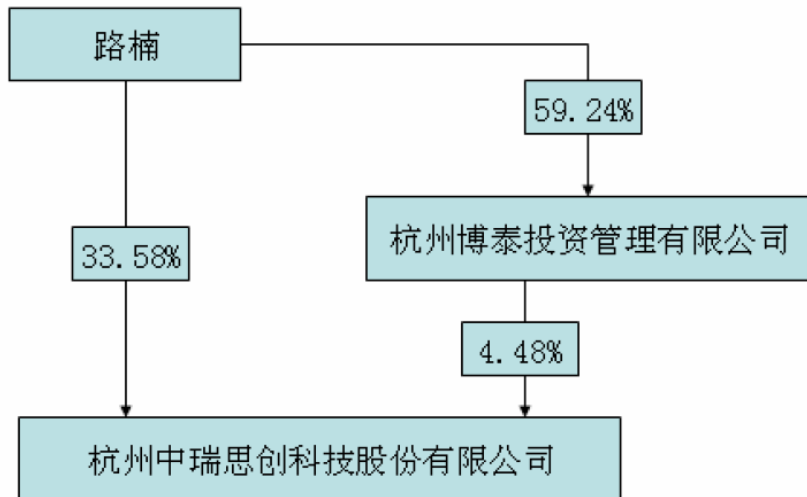 路楠
59.24%
杭州博泰投资管理有限公司
33.58%
4.48%
杭州中瑞思创科技股份有限公司